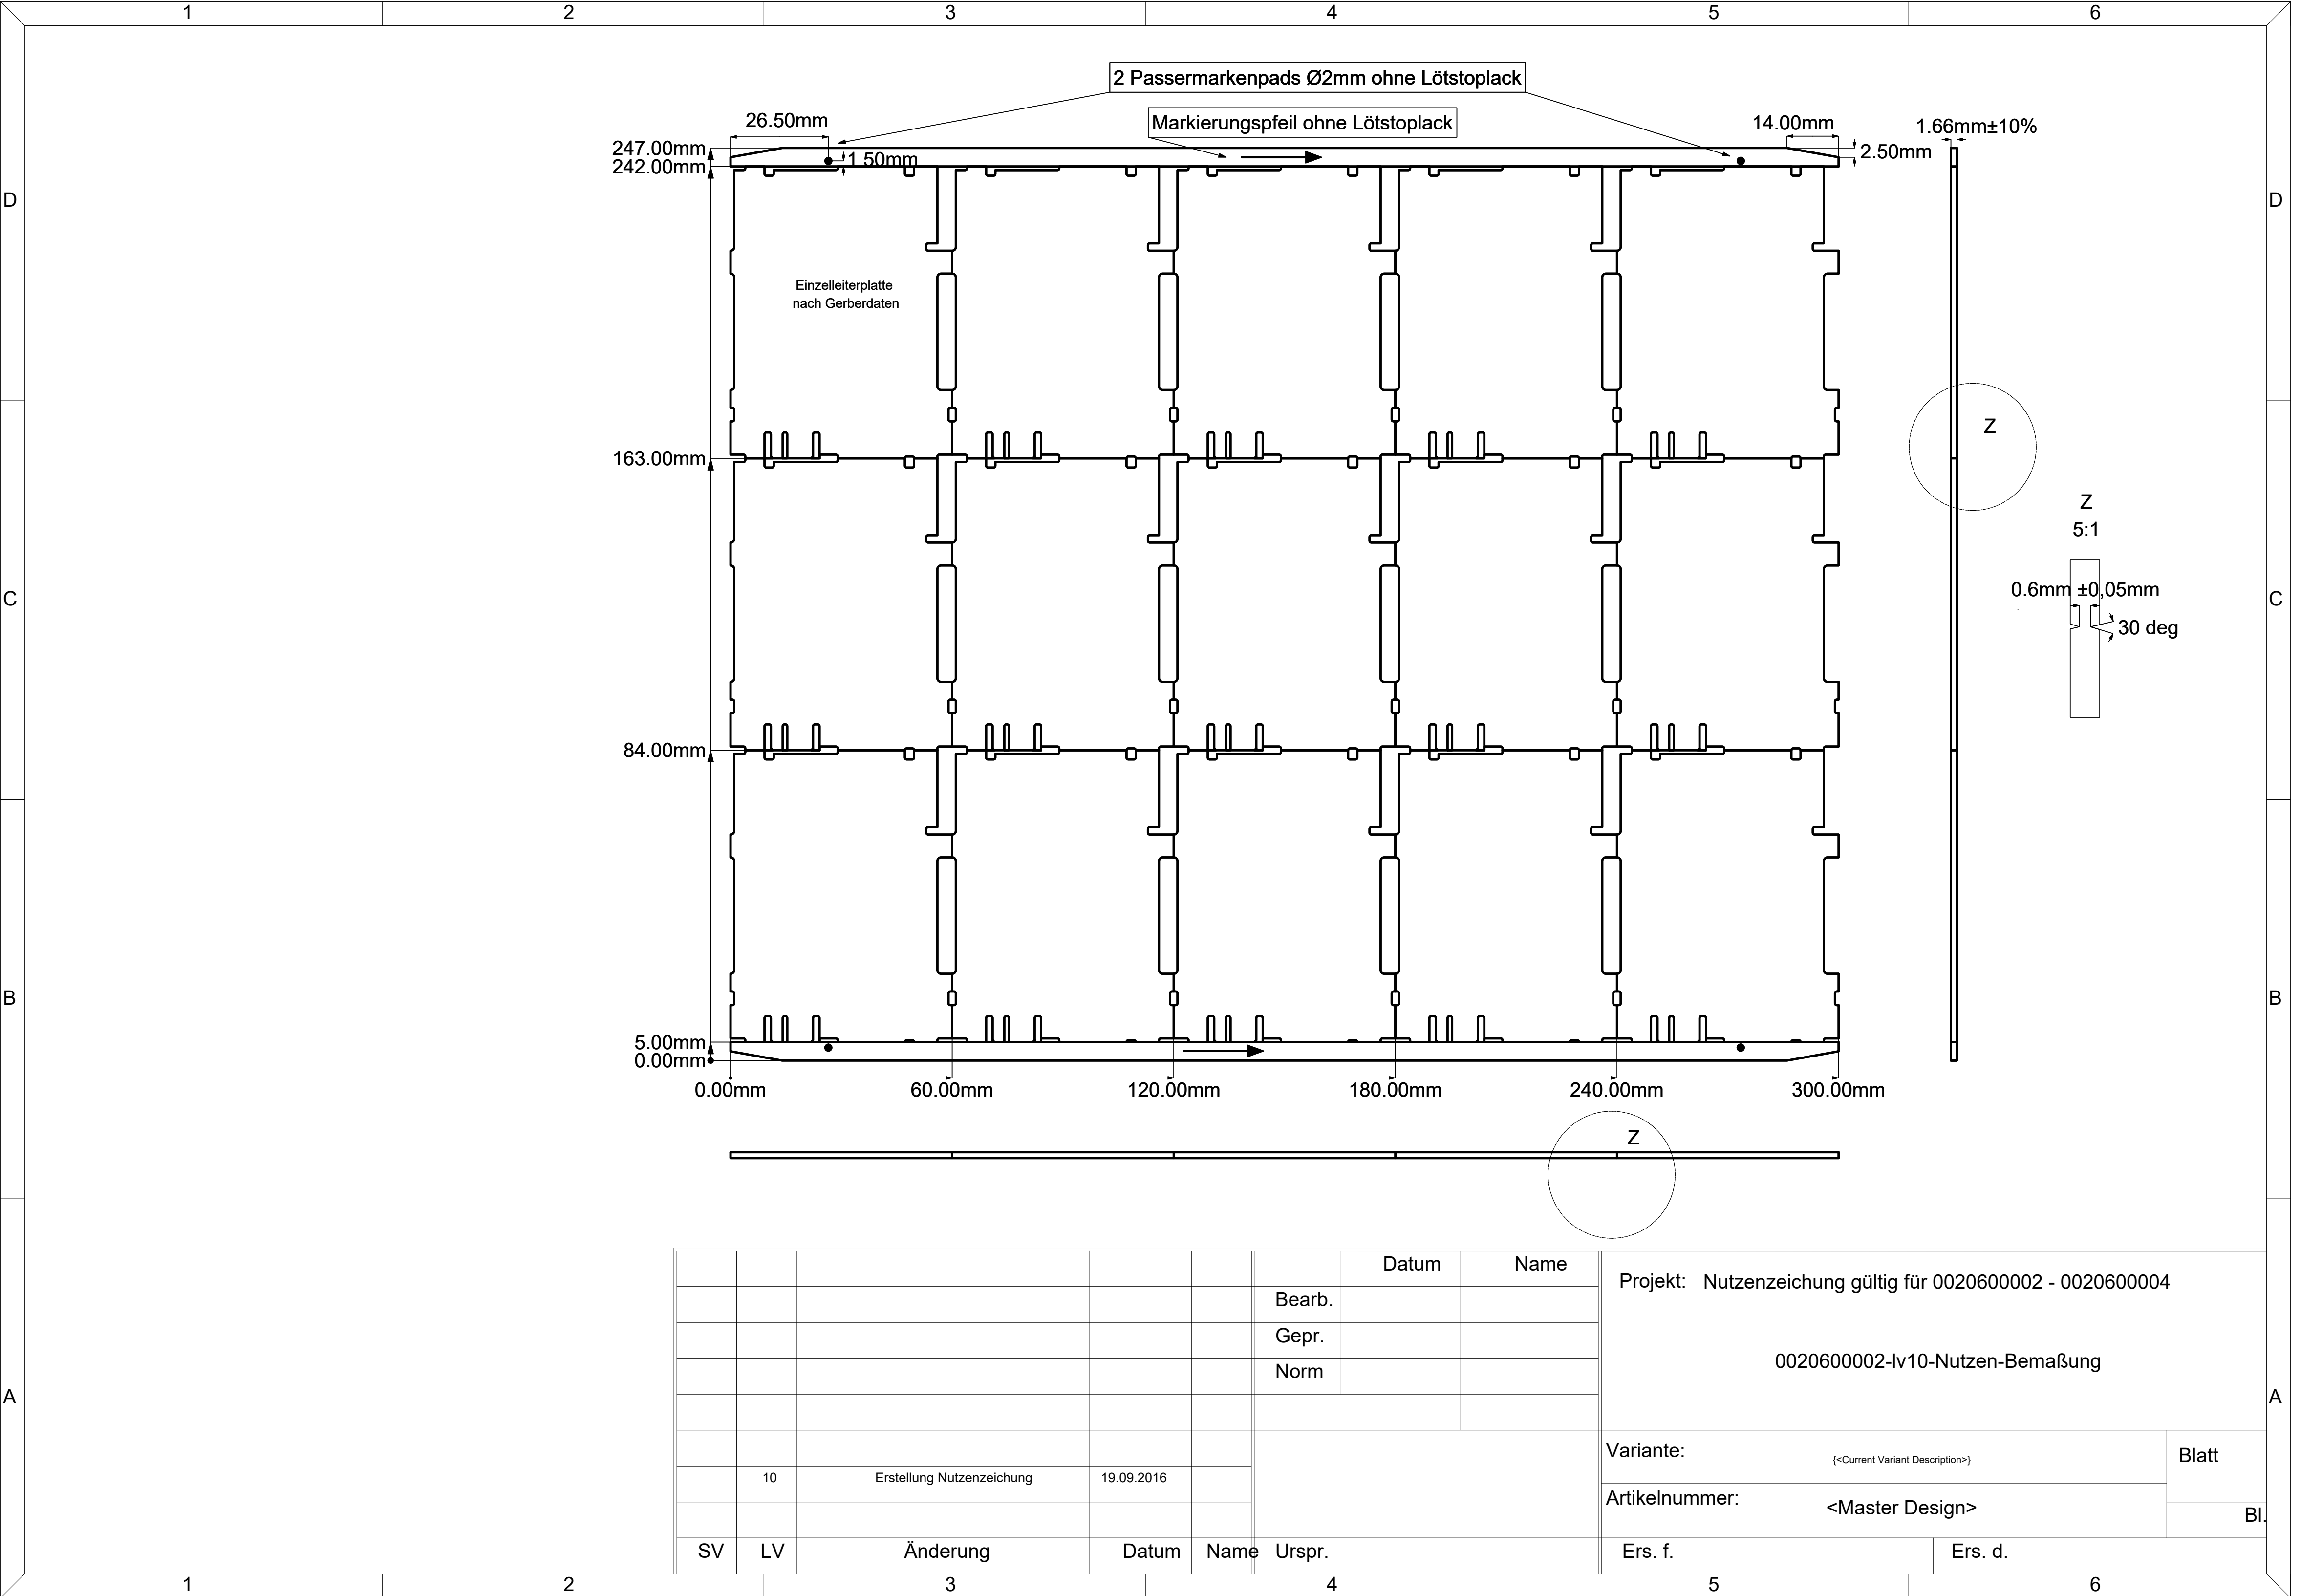 1 2 3 4 5 6
2 Passermarkenpads Ø2mm ohne Lötstoplack
26.50mm
Markierungspfeil ohne Lötstoplack
14.00mm
1.66mm±10%
247.00mm
1.50mm
2.50mm
242.00mm
D D
Einzelleiterplatte
nach Gerberdaten
Z
163.00mm
Z
5:1
C C
0.6mm ±0,05mm
30 deg
84.00mm
B B
5.00mm
0.00mm
0.00mm 60.00mm 120.00mm 180.00mm 240.00mm 300.00mm
Z
Datum Name
Projekt: Nutzenzeichung gültig für 0020600002 - 0020600004
Bearb.
Gepr.
0020600002-lv10-Nutzen-Bemaßung
Norm
A A
Variante: {<Current Variant Description>} Blatt
10 Erstellung Nutzenzeichung 19.09.2016
Artikelnummer: <Master Design>
Bl.
SV LV Änderung Datum Name Urspr. Ers. f. Ers. d.
1 2 3 4 5 6